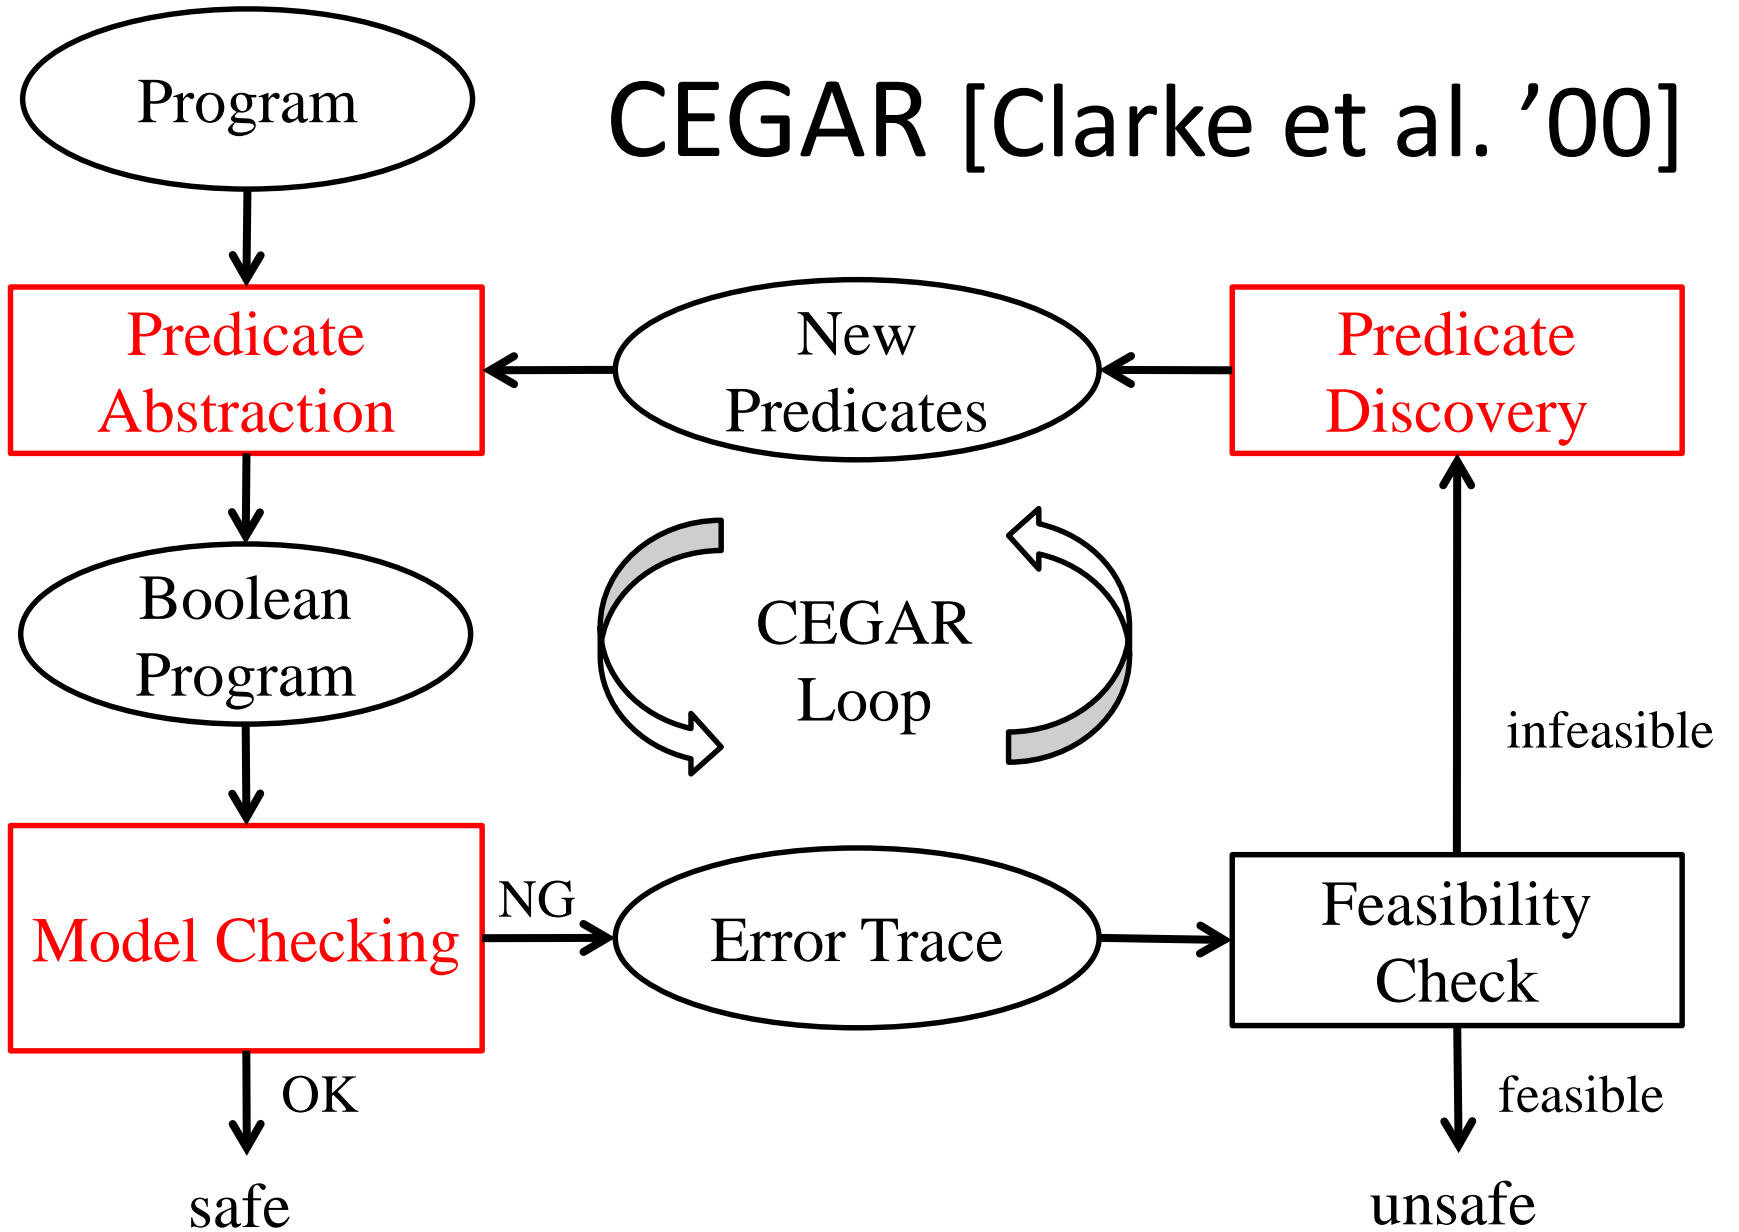 Program
CEGAR [Clarke et al. ’00]
Predicate
Abstraction
New
Predicates
Predicate
Discovery
Boolean
Program
CEGAR
Loop
infeasible
Model Checking
NG
Error Trace
Feasibility
Check
OK
feasible
safe
unsafe